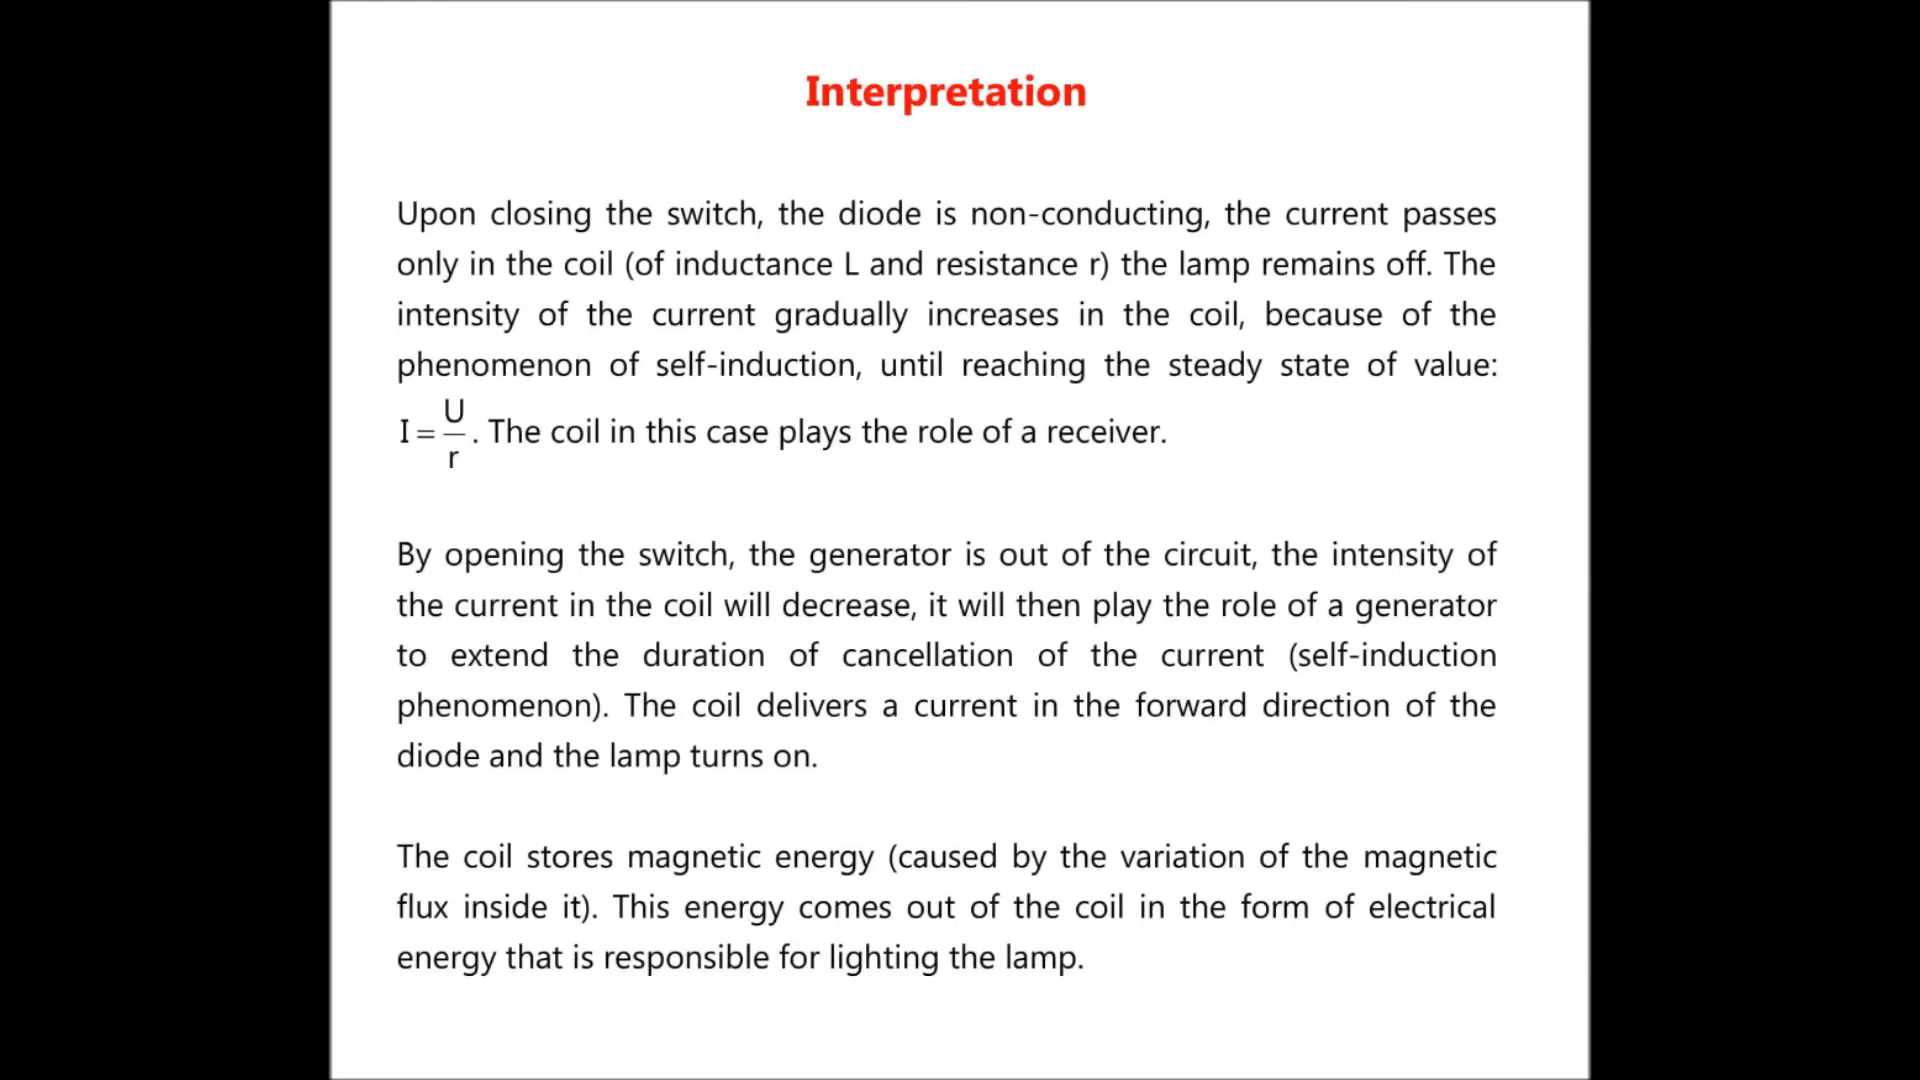 Interpretation
Upon closing the switch, the diode is non-conducting, the current passes
only in the coil (of inductance L and resistance r) the lamp remains off. The
intensity of the current gradually increases in the coil, because of the
phenomenon of self-induction, until reaching the steady state of value:
I = U/r. The coil in this case plays the role of a receiver.
By opening the switch, the generator is out of the circuit, the intensity of
the current in the coil will decrease, it will then play the role of a generator
to extend the duration of cancellation of the current (self-induction
phenomenon). The coil delivers a current in the forward direction of the
diode and the lamp turns on.
The coil stores magnetic energy (caused by the variation of the magnetic
flux inside it). This energy comes out of the coil in the form of electrical
energy that is responsible for lighting the lamp.